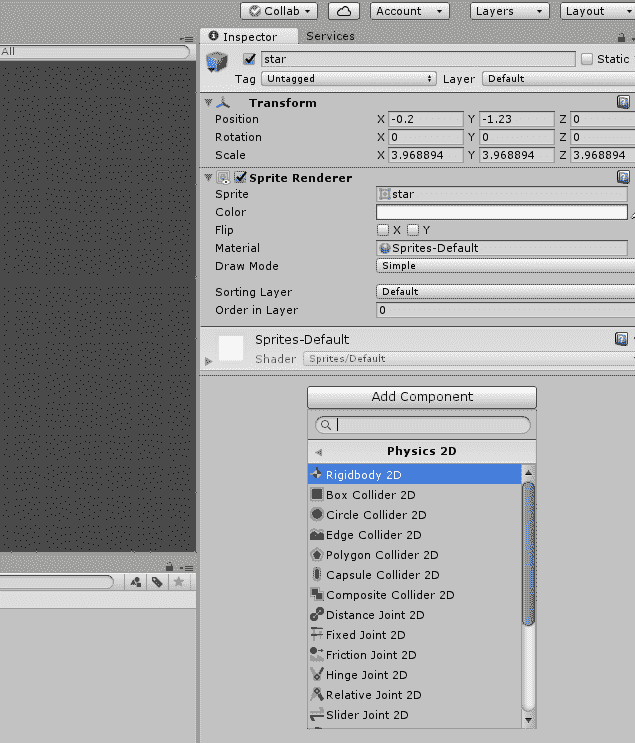 Collab Account Layers Layout
Inspector Services
All
star Static
Tag Untagged Layer Default
Transform
Position X -0.2 Y -1.23 Z 0
Rotation X 0 Y 0 Z 0
Scale X 3.968894 Y 3.968894 Z 3.968894
Sprite Renderer
Sprite star
Color
Flip X Y
Material Sprites-Default
Draw Mode Simple
Sorting Layer Default
Order in Layer 0
Sprites-Default
Shader Sprites/Default
Add Component
Physics 2D
Rigidbody 2D
Box Collider 2D
Circle Collider 2D
Edge Collider 2D
Polygon Collider 2D
Capsule Collider 2D
Composite Collider 2D
Distance Joint 2D
Fixed Joint 2D
Friction Joint 2D
Hinge Joint 2D
Relative Joint 2D
Slider Joint 2D